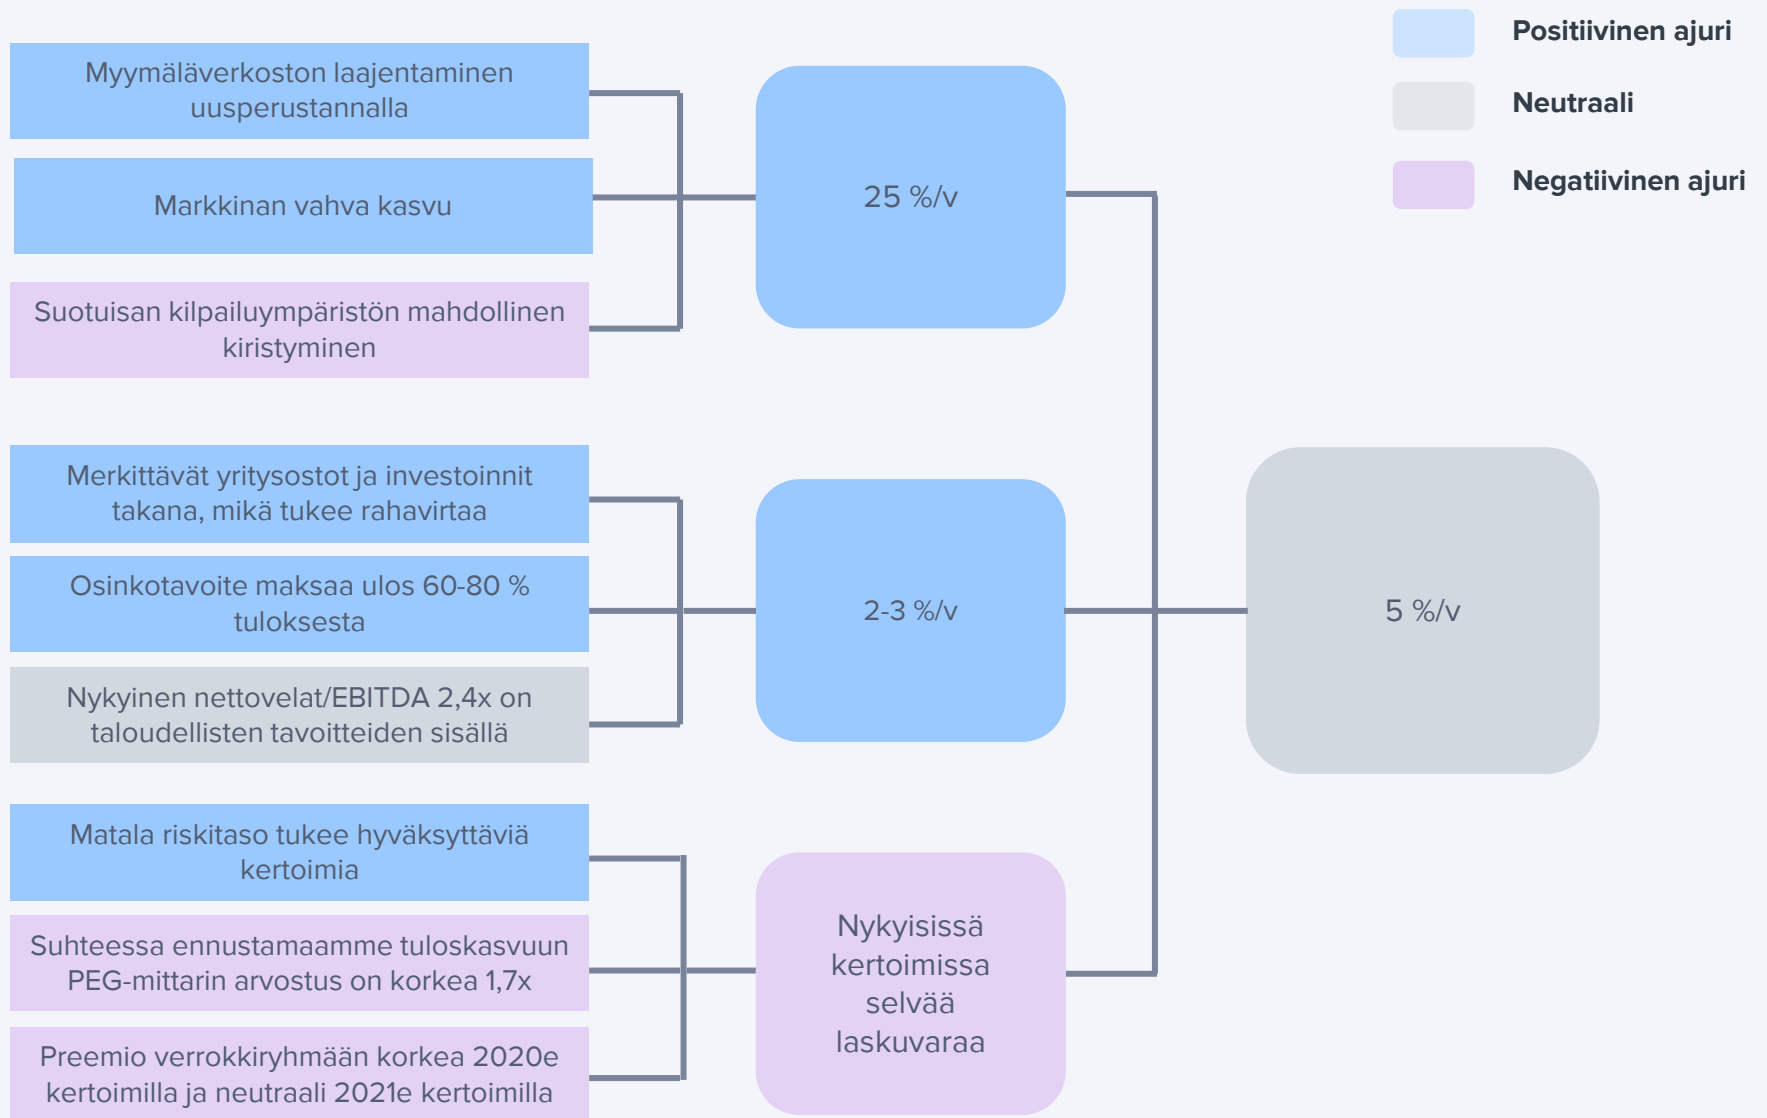 Positiivinen ajuri
Neutraali
Negatiivinen ajuri
Myymäläverkoston laajentaminen
uusperustannalla
Markkinan vahva kasvu
Suotuisan kilpailuympäristön mahdollinen
kiristyminen
25 %/v
Merkittävät yritysostot ja investoinnit
takana, mikä tukee rahavirtaa
Osinkotavoite maksaa ulos 60-80 %
tuloksesta
Nykyinen nettovelat/EBITDA 2,4x on
taloudellisten tavoitteiden sisällä
2-3 %/v
5 %/v
Matala riskitaso tukee hyväksyttäviä
kertoimia
Suhteessa ennustamaamme tuloskasvuun
PEG-mittarin arvostus on korkea 1,7x
Preemio verrokkiryhmään korkea 2020e
kertoimilla ja neutraali 2021e kertoimilla
Nykyisissä
kertoimissa
selvää
laskuvaraa